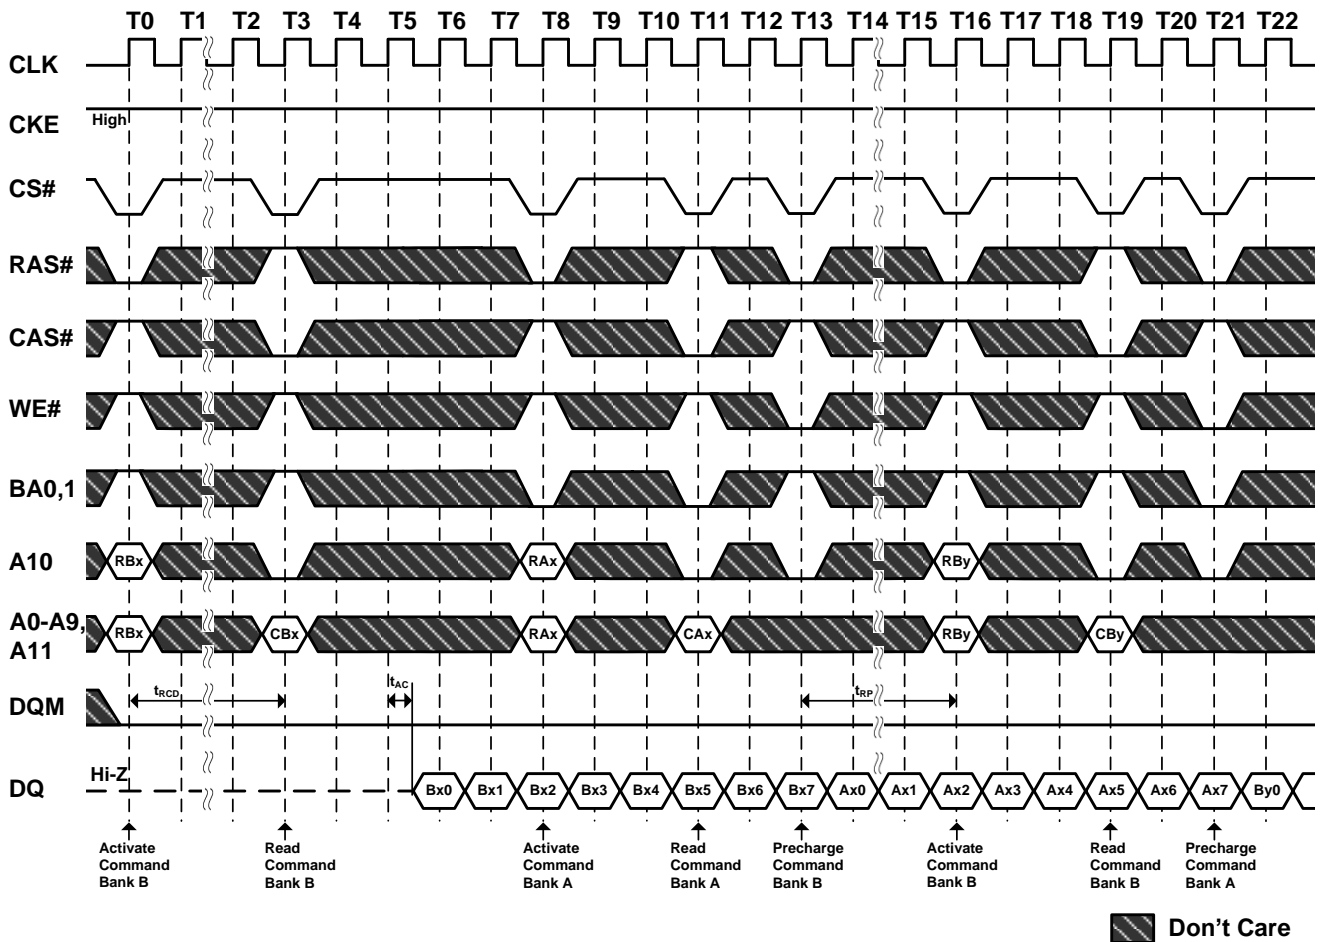 T0 T1 T2 T3 T4 T5 T6 T7 T8 T9 T10 T11 T12 T13 T14 T15 T16 T17 T18 T19 T20 T21 T22
CLK
CKE High
CS#
RAS#
CAS#
WE#
BA0,1
A10 RBx RAx RBy
A0-A9,
A11
RBx CBx RAx CAx RBy CBy
DQM tRCD tAC tRP
DQ Hi-Z Bx0 Bx1 Bx2 Bx3 Bx4 Bx5 Bx6 Bx7 Ax0 Ax1 Ax2 Ax3 Ax4 Ax5 Ax6 Ax7 By0
Activate
Command
Bank B
Read
Command
Bank B
Activate
Command
Bank A
Read
Command
Bank A
Precharge
Command
Bank B
Activate
Command
Bank B
Read
Command
Bank B
Precharge
Command
Bank A
Don't Care